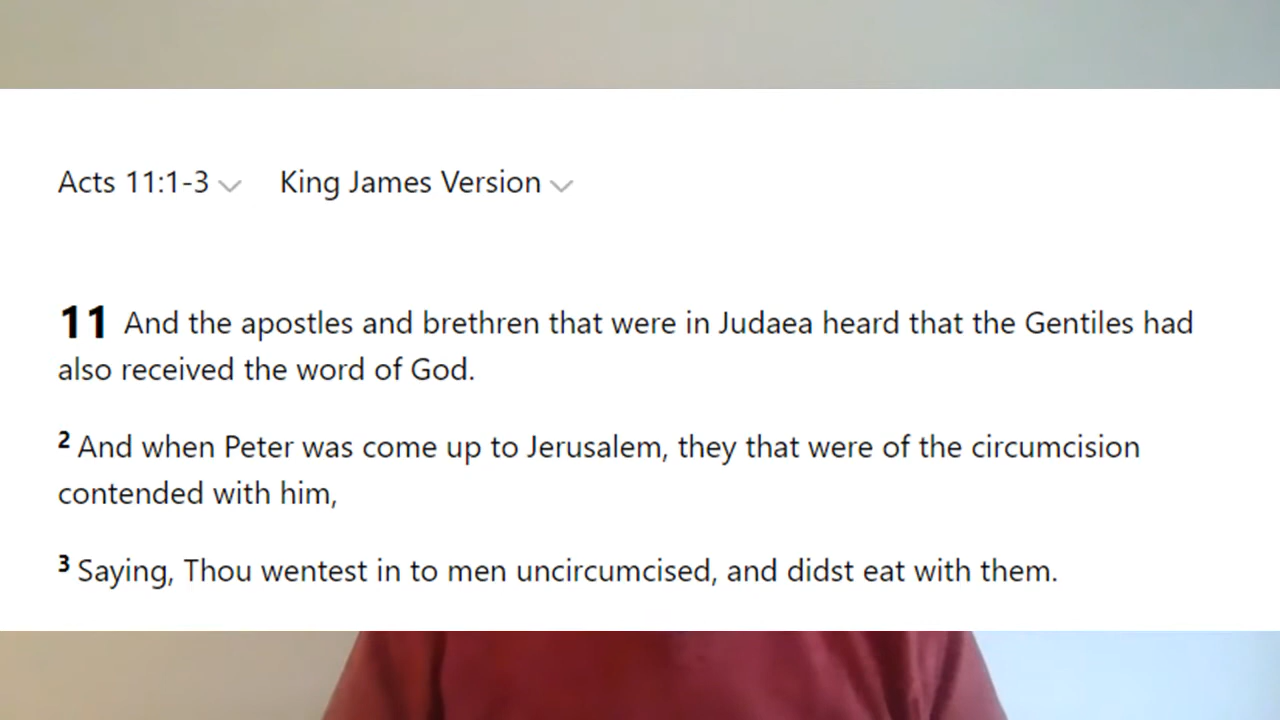 Acts 11:1-3 King James Version
11 And the apostles and brethren that were in Judaea heard that the Gentiles had
also received the word of God.
2 And when Peter was come up to Jerusalem, they that were of the circumcision
contended with him,
3 Saying, Thou wentest in to men uncircumcised, and didst eat with them.